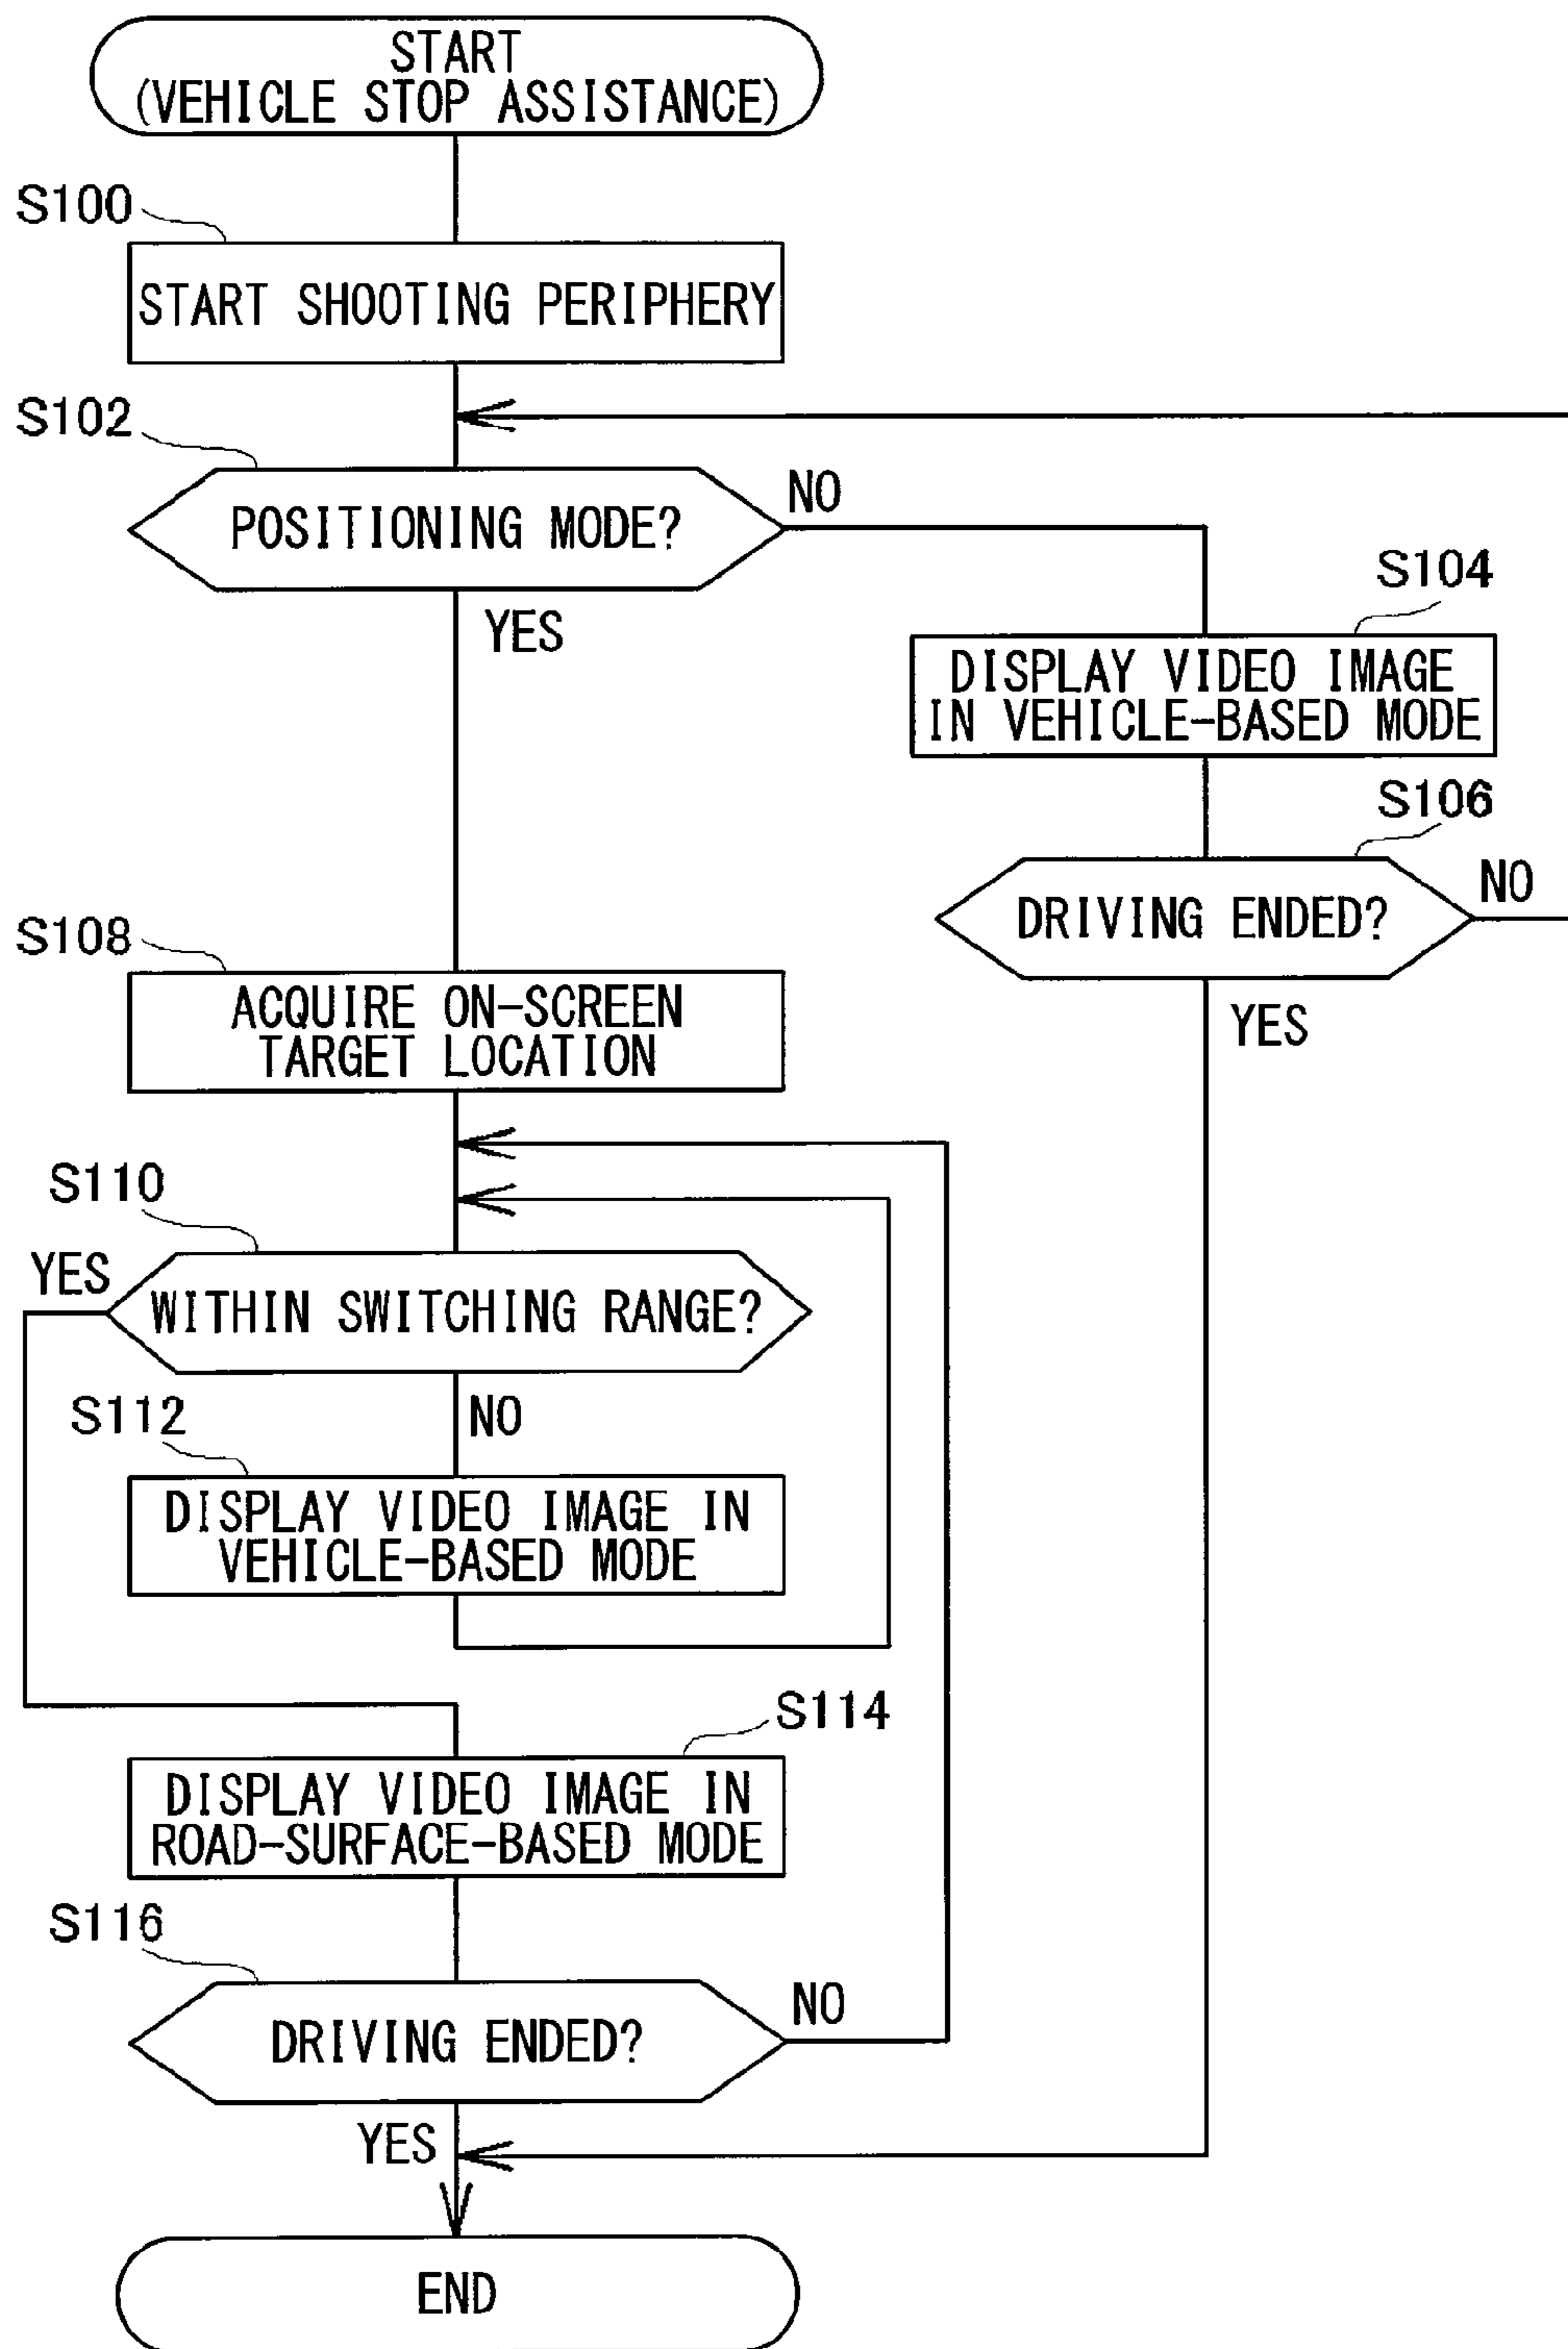 START
(VEHICLE STOP ASSISTANCE)
S100
START SHOOTING PERIPHERY
S102
POSITIONING MODE?
NO
YES
S104
DISPLAY VIDEO IMAGE
IN VEHICLE-BASED MODE
S106
DRIVING ENDED?
NO
YES
S108
ACQUIRE ON-SCREEN
TARGET LOCATION
S110
YES
WITHIN SWITCHING RANGE?
NO
S112
DISPLAY VIDEO IMAGE IN
VEHICLE-BASED MODE
S114
DISPLAY VIDEO IMAGE IN
ROAD-SURFACE-BASED MODE
S116
DRIVING ENDED?
NO
YES
END